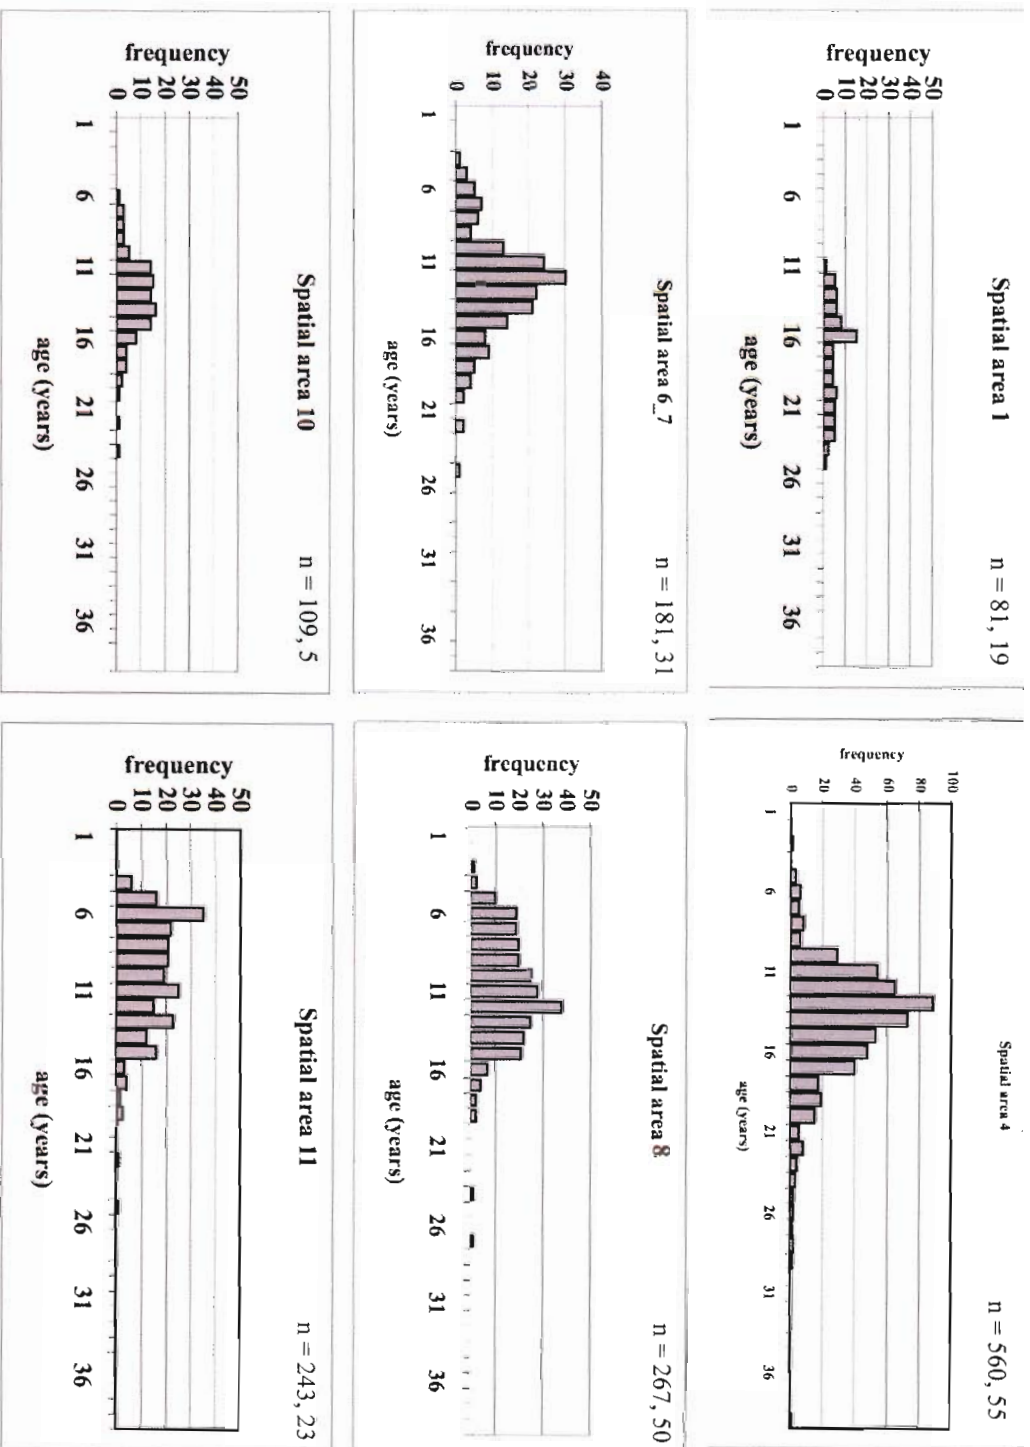 Spatial area 1
n = 81, 19
frequency
50
40
30
20
10
0
1 6 11 16 21 26 31 36
age (years)
Spatial area 4
n = 560, 55
frequency
100
80
60
40
20
0
1 6 11 16 21 26 31 36
age (years)
Spatial area 6_7
n = 181, 31
frequency
40
30
20
10
0
1 6 11 16 21 26 31 36
age (years)
Spatial area 8
n = 267, 50
frequency
50
40
30
20
10
0
1 6 11 16 21 26 31 36
age (years)
Spatial area 10
n = 109, 5
frequency
50
40
30
20
10
0
1 6 11 16 21 26 31 36
age (years)
Spatial area 11
n = 243, 23
frequency
50
40
30
20
10
0
1 6 11 16 21 26 31 36
age (years)